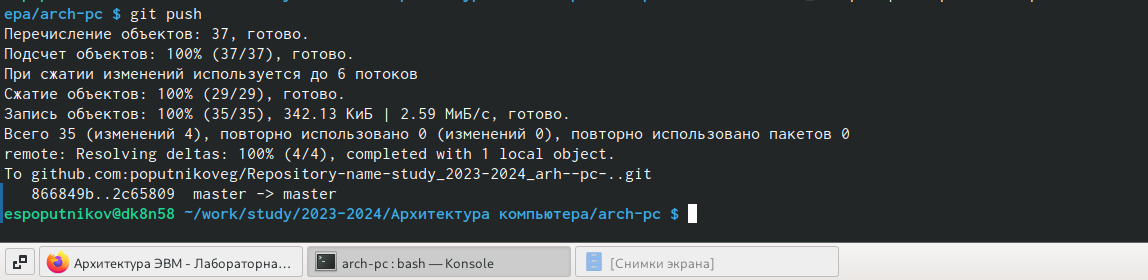 epa/arch-pc $ git push
Перечисление объектов: 37, готово.
Подсчет объектов: 100% (37/37), готово.
При сжатии изменений используется до 6 потоков
Сжатие объектов: 100% (29/29), готово.
Запись объектов: 100% (35/35), 342.13 КиБ | 2.59 МиБ/с, готово.
Всего 35 (изменений 4), повторно использовано 0 (изменений 0), повторно использовано пакетов 0
remote: Resolving deltas: 100% (4/4), completed with 1 local object.
To github.com:poputnikoveg/Repository-name-study_2023-2024_arh--pc-..git
   866849b..2c65809  master -> master
espoputnikov@dk8n58 ~/work/study/2023-2024/Архитектура компьютера/arch-pc $
Архитектура ЭВМ - Лабораторна… arch-pc : bash — Konsole [Снимки экрана]